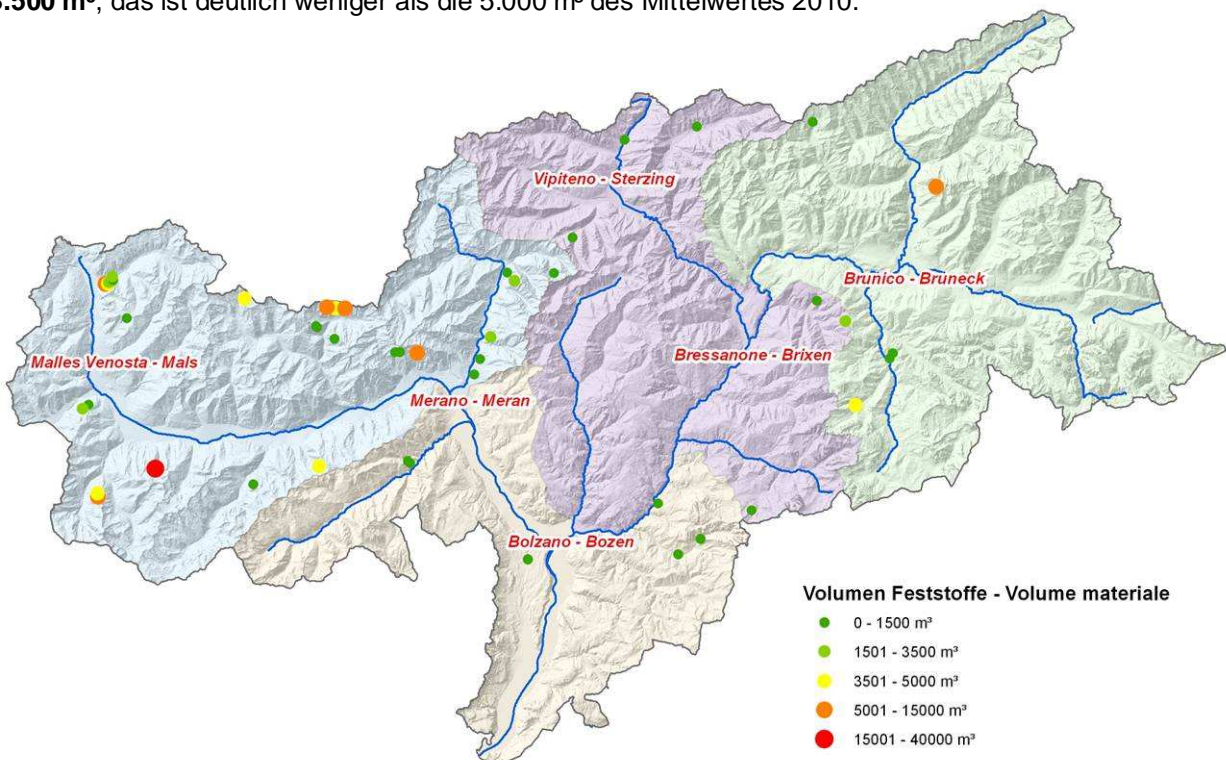 .500 m³, das ist deutlich weniger als die 5.000 m³ des Mittelwertes 2010.
Vipiteno - Sterzing
Brunico - Bruneck
Bressanone - Brixen
Malles Venosta - Mals
Merano - Meran
Bolzano - Bozen
Volumen Feststoffe - Volume materiale
0 - 1500 m³
1501 - 3500 m³
3501 - 5000 m³
5001 - 15000 m³
15001 - 40000 m³